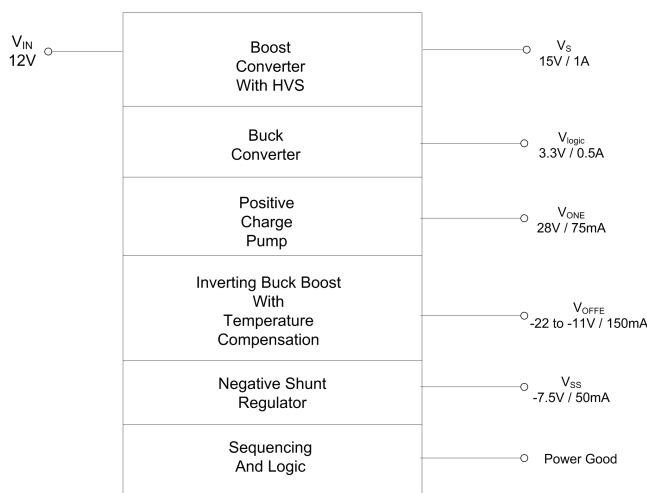 V_IN
12V
Boost
Converter
With HVS
V_S
15V / 1A
Buck
Converter
V_logic
3.3V / 0.5A
Positive
Charge
Pump
V_ONE
28V / 75mA
Inverting Buck Boost
With
Temperature
Compensation
V_OFFE
-22 to -11V / 150mA
Negative Shunt
Regulator
V_SS
-7.5V / 50mA
Sequencing
And Logic
Power Good